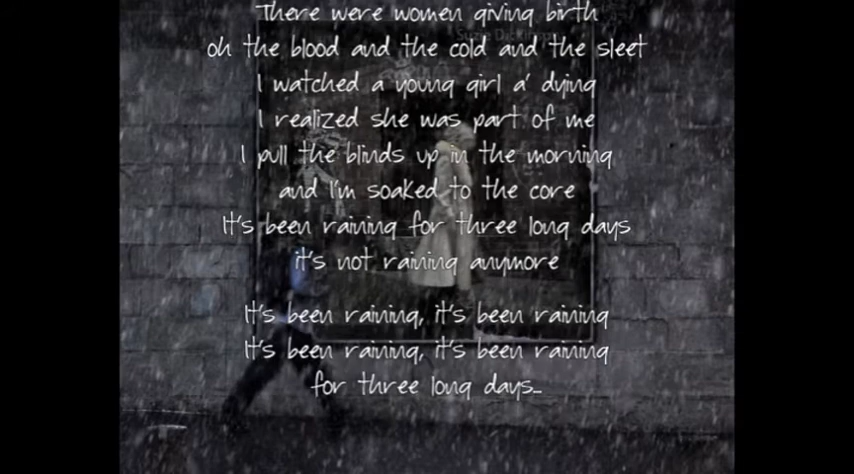 There were women giving birth
oh the blood and the cold and the sleet
I watched a young girl a' dying
I realized she was part of me
I pull the blinds up in the morning
and I'm soaked to the core
It's been raining for three long days
it's not raining anymore
It's been raining, it's been raining
It's been raining, it's been raining
for three long days...